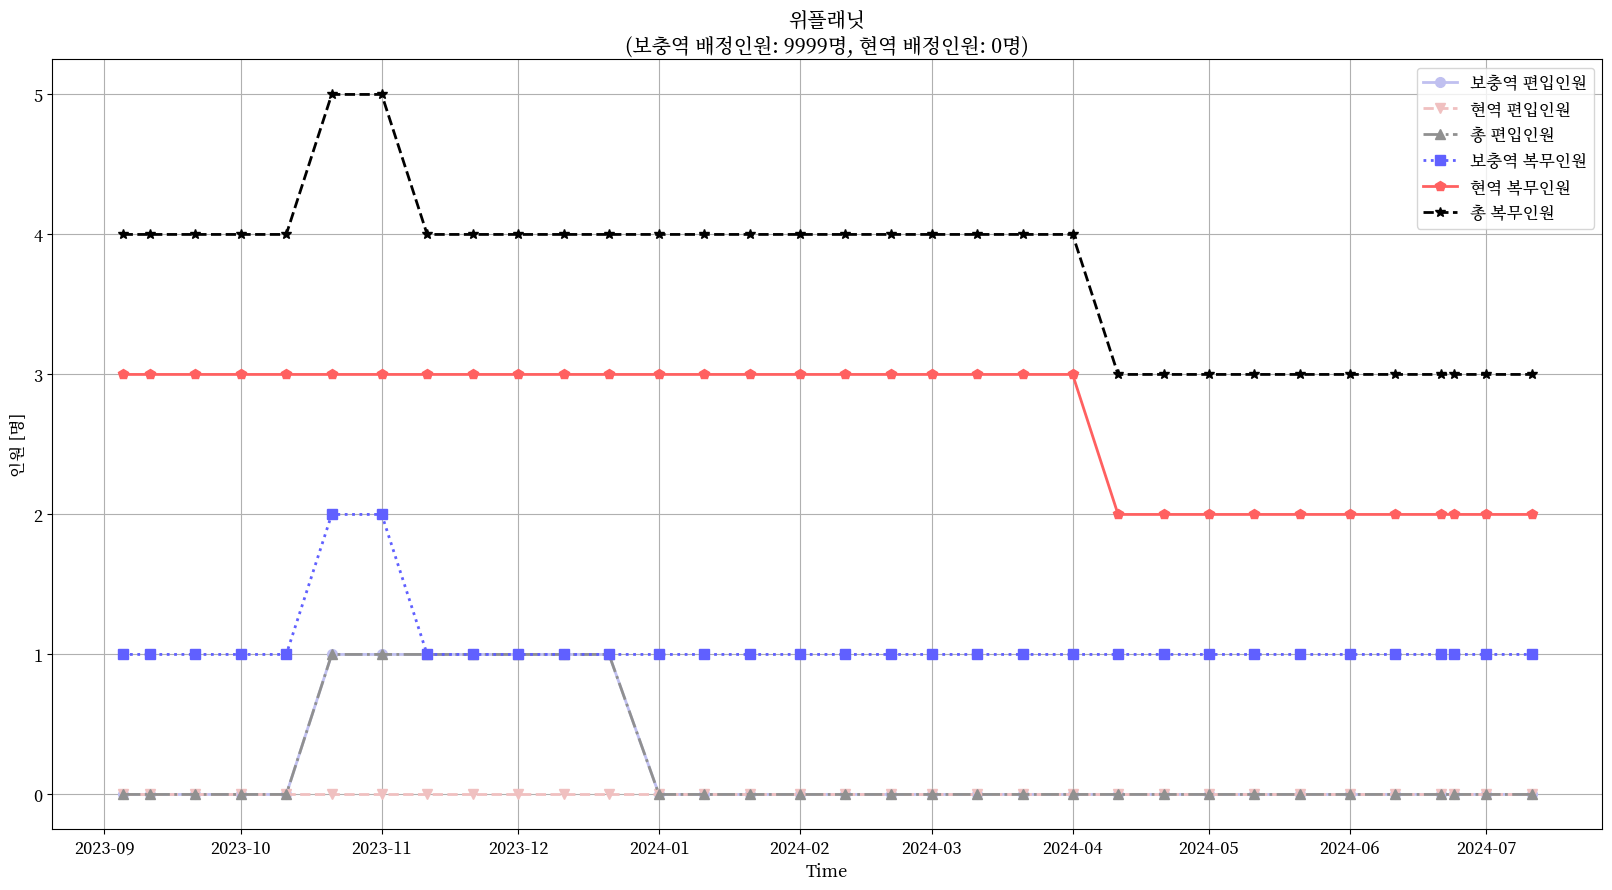 위플래닛
(보충역 배정인원: 9999명, 현역 배정인원: 0명)
보충역 편입인원
현역 편입인원
총 편입인원
보충역 복무인원
현역 복무인원
총 복무인원
인원 [명]
5
4
3
2
1
0
2023-09 2023-10 2023-11 2023-12 2024-01 2024-02 2024-03 2024-04 2024-05 2024-06 2024-07
Time